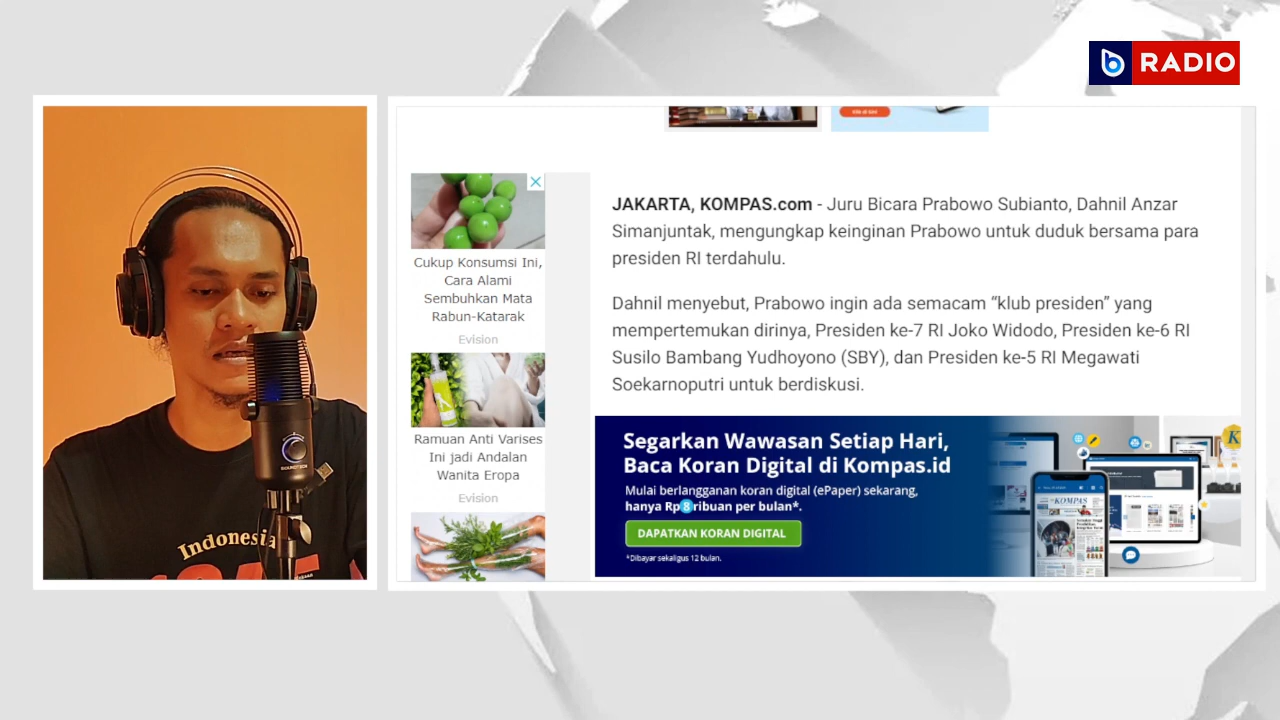 RADIO
Indonesia
SOUNDTECH
Cukup Konsumsi Ini,
Cara Alami
Sembuhkan Mata
Rabun-Katarak
Evision
Ramuan Anti Varises
Ini jadi Andalan
Wanita Eropa
Evision
JAKARTA, KOMPAS.com - Juru Bicara Prabowo Subianto, Dahnil Anzar
Simanjuntak, mengungkap keinginan Prabowo untuk duduk bersama para
presiden RI terdahulu.
Dahnil menyebut, Prabowo ingin ada semacam “klub presiden” yang
mempertemukan dirinya, Presiden ke-7 RI Joko Widodo, Presiden ke-6 RI
Susilo Bambang Yudhoyono (SBY), dan Presiden ke-5 RI Megawati
Soekarnoputri untuk berdiskusi.
Segarkan Wawasan Setiap Hari,
Baca Koran Digital di Kompas.id
Mulai berlangganan koran digital (ePaper) sekarang,
hanya Rp 8 ribuan per bulan*.
DAPATKAN KORAN DIGITAL
*Dibayar sekaligus 12 bulan.
KOMPAS
K